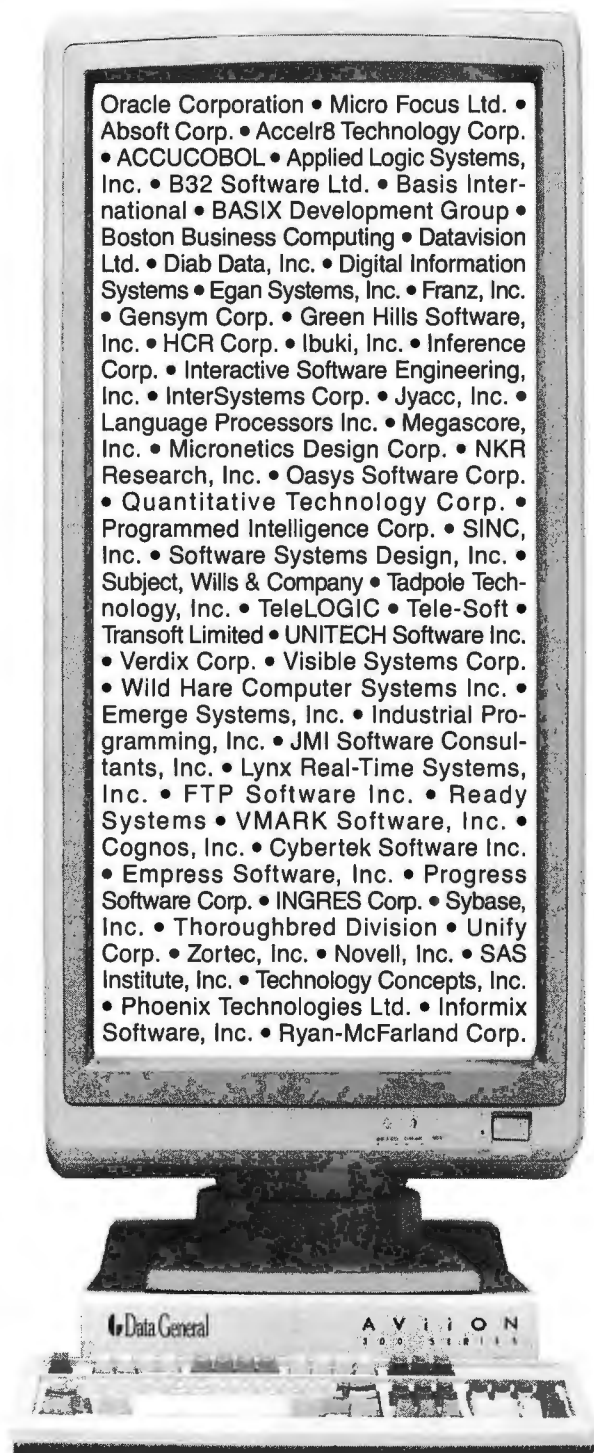 Oracle Corporation • Micro Focus Ltd. •
Absoft Corp. • Accelr8 Technology Corp.
• ACCUCOBOL • Applied Logic Systems,
Inc. • B32 Software Ltd. • Basis Inter-
national • BASIX Development Group •
Boston Business Computing • Datavision
Ltd. • Diab Data, Inc. • Digital Information
Systems • Egan Systems, Inc. • Franz, Inc.
• Gensym Corp. • Green Hills Software,
Inc. • HCR Corp. • Ibuki, Inc. • Inference
Corp. • Interactive Software Engineering,
Inc. • InterSystems Corp. • Jyacc, Inc. •
Language Processors Inc. • Megascore,
Inc. • Micronetics Design Corp. • NKR
Research, Inc. • Oasys Software Corp.
• Quantitative Technology Corp. •
Programmed Intelligence Corp. • SINC,
Inc. • Software Systems Design, Inc. •
Subject, Wills & Company • Tadpole Tech-
nology, Inc. • TeleLOGIC • Tele-Soft •
Transoft Limited • UNITECH Software Inc.
• Verdix Corp. • Visible Systems Corp.
• Wild Hare Computer Systems Inc. •
Emerge Systems, Inc. • Industrial Pro-
gramming, Inc. • JMI Software Consul-
tants, Inc. • Lynx Real-Time Systems,
Inc. • FTP Software Inc. • Ready
Systems • VMARK Software, Inc. •
Cognos, Inc. • Cybertek Software Inc.
• Empress Software, Inc. • Progress
Software Corp. • INGRES Corp. • Sybase,
Inc. • Thoroughbred Division • Unify
Corp. • Zortec, Inc. • Novell, Inc. • SAS
Institute, Inc. • Technology Concepts, Inc.
• Phoenix Technologies Ltd. • Informix
Software, Inc. • Ryan-McFarland Corp.
Data General AViiON
300 SERIES